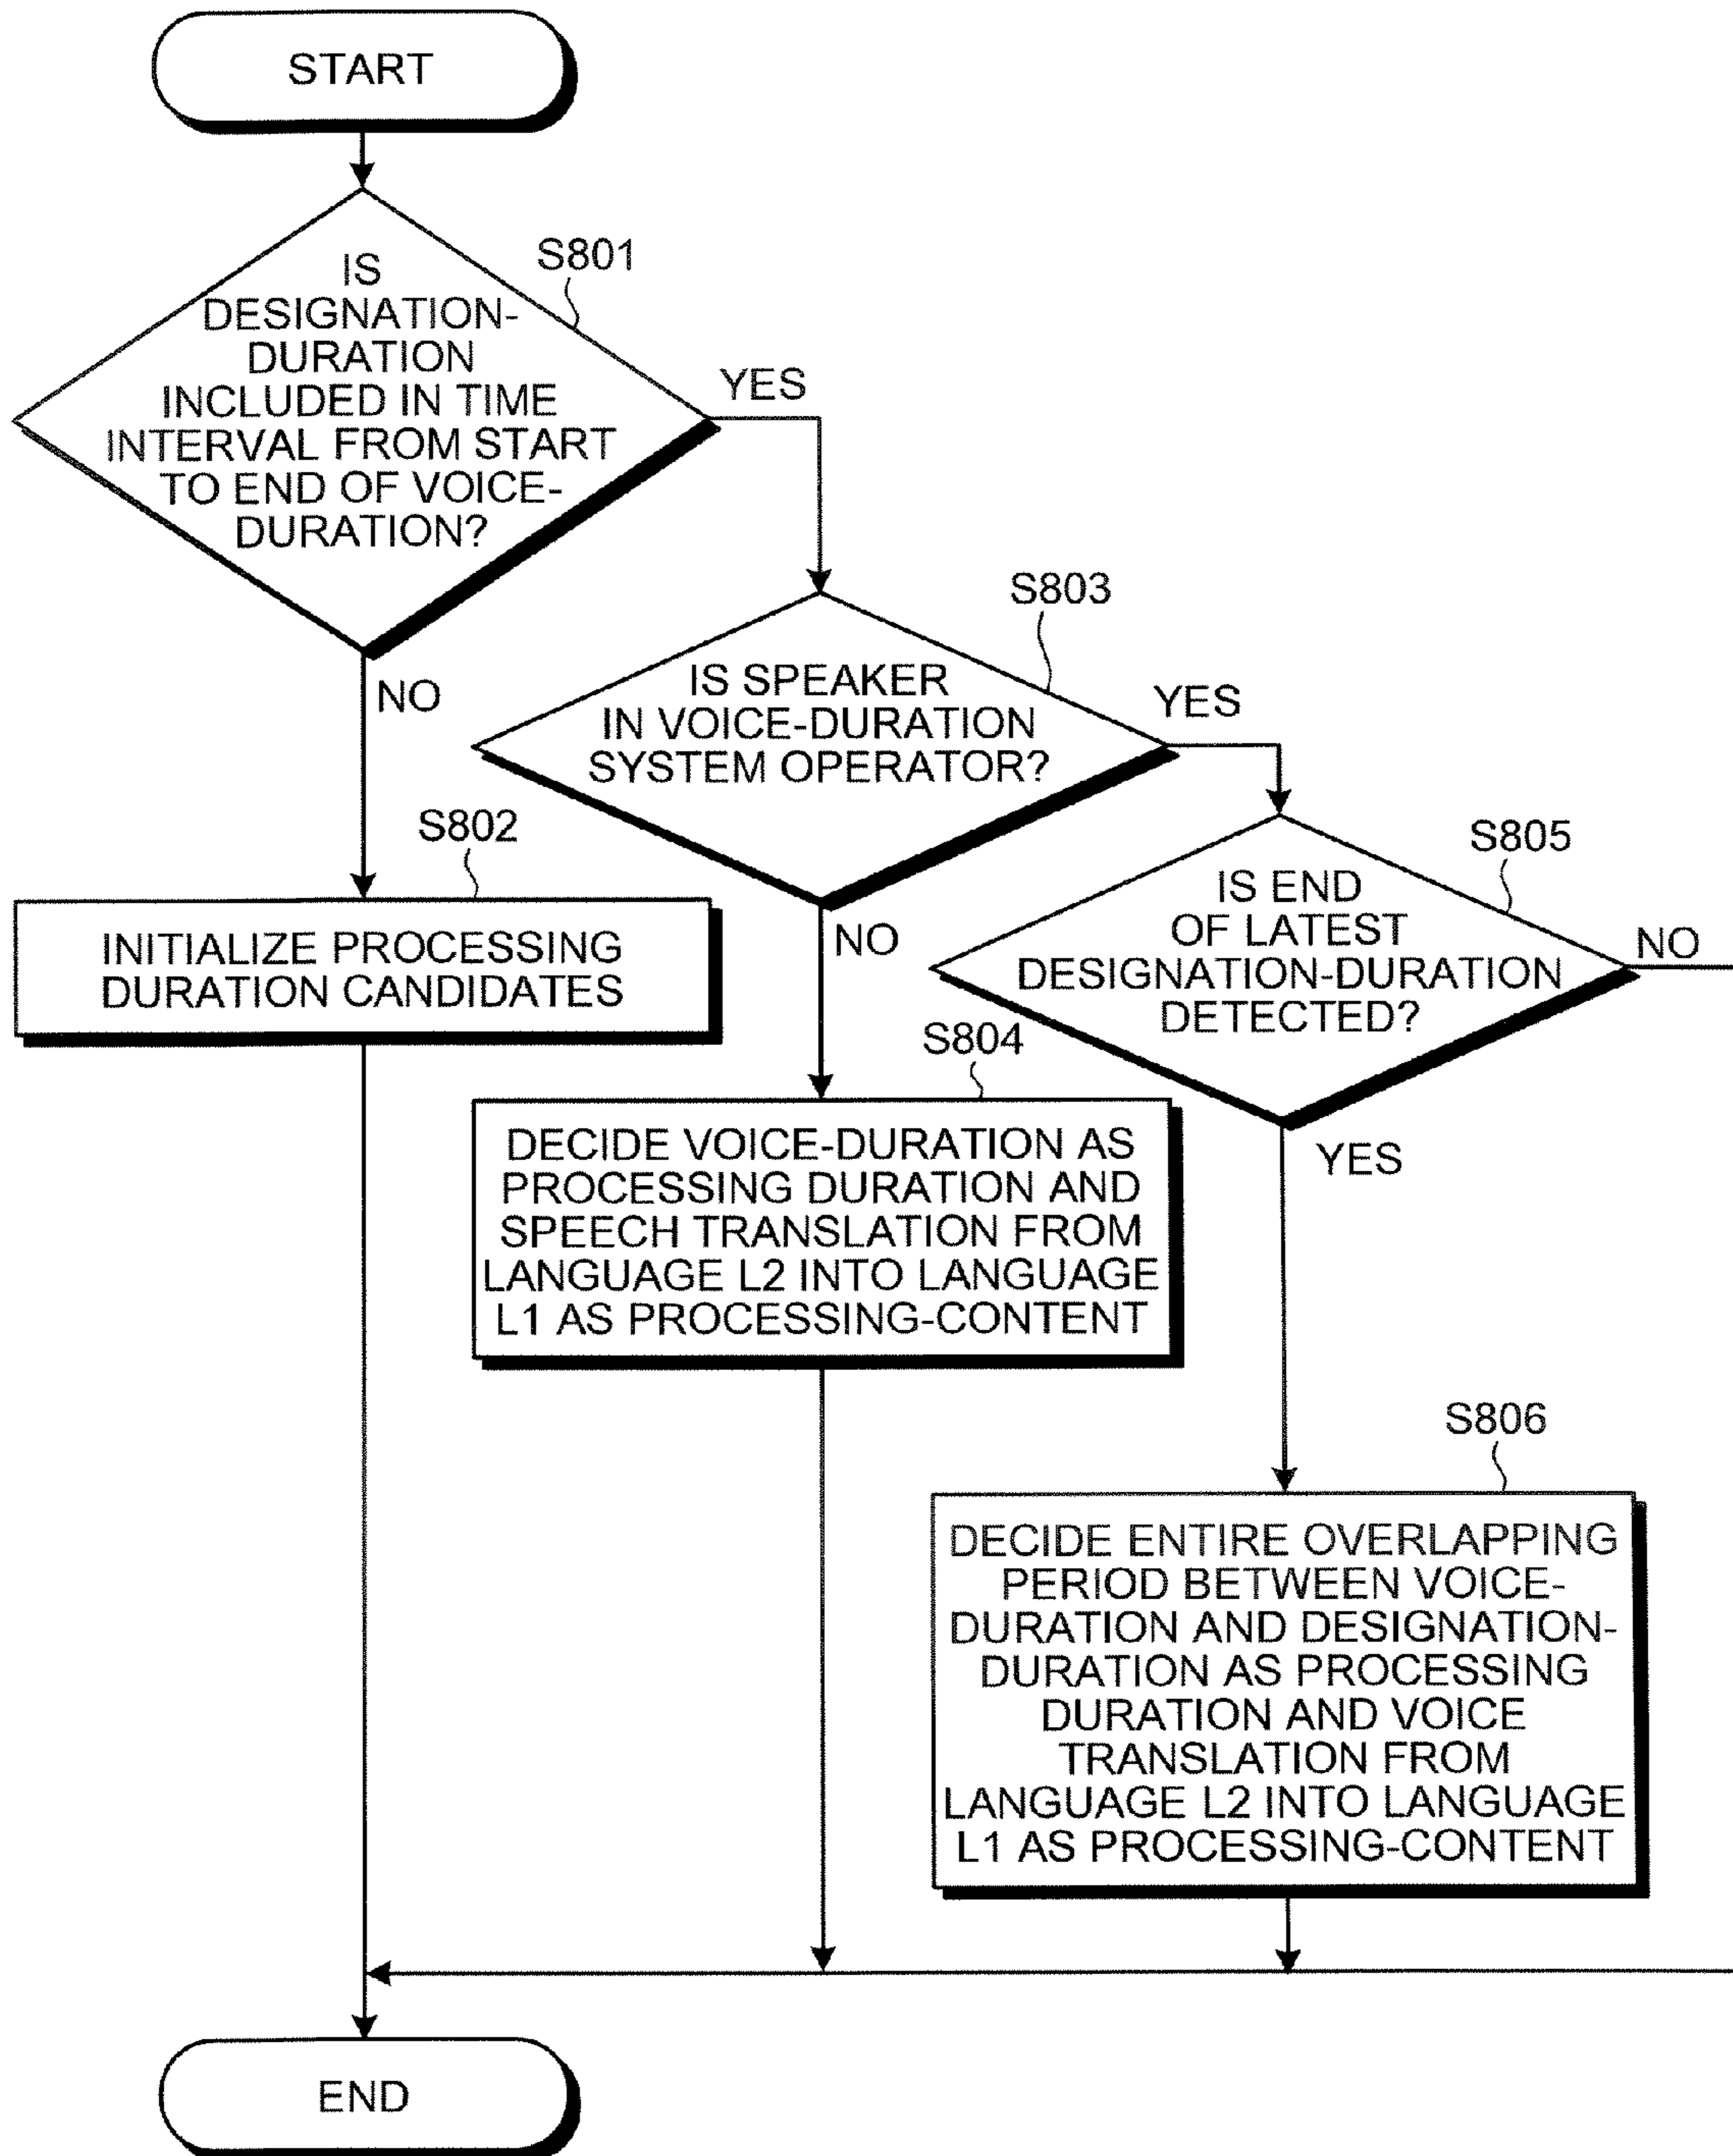 START
S801
IS
DESIGNATION-
DURATION
INCLUDED IN TIME
INTERVAL FROM START
TO END OF VOICE-
DURATION?
YES
NO
S803
IS SPEAKER
IN VOICE-DURATION
SYSTEM OPERATOR?
YES
NO
S802
INITIALIZE PROCESSING
DURATION CANDIDATES
S805
IS END
OF LATEST
DESIGNATION-DURATION
DETECTED?
NO
YES
S804
DECIDE VOICE-DURATION AS
PROCESSING DURATION AND
SPEECH TRANSLATION FROM
LANGUAGE L2 INTO LANGUAGE
L1 AS PROCESSING-CONTENT
S806
DECIDE ENTIRE OVERLAPPING
PERIOD BETWEEN VOICE-
DURATION AND DESIGNATION-
DURATION AS PROCESSING
DURATION AND VOICE
TRANSLATION FROM
LANGUAGE L2 INTO LANGUAGE
L1 AS PROCESSING-CONTENT
END